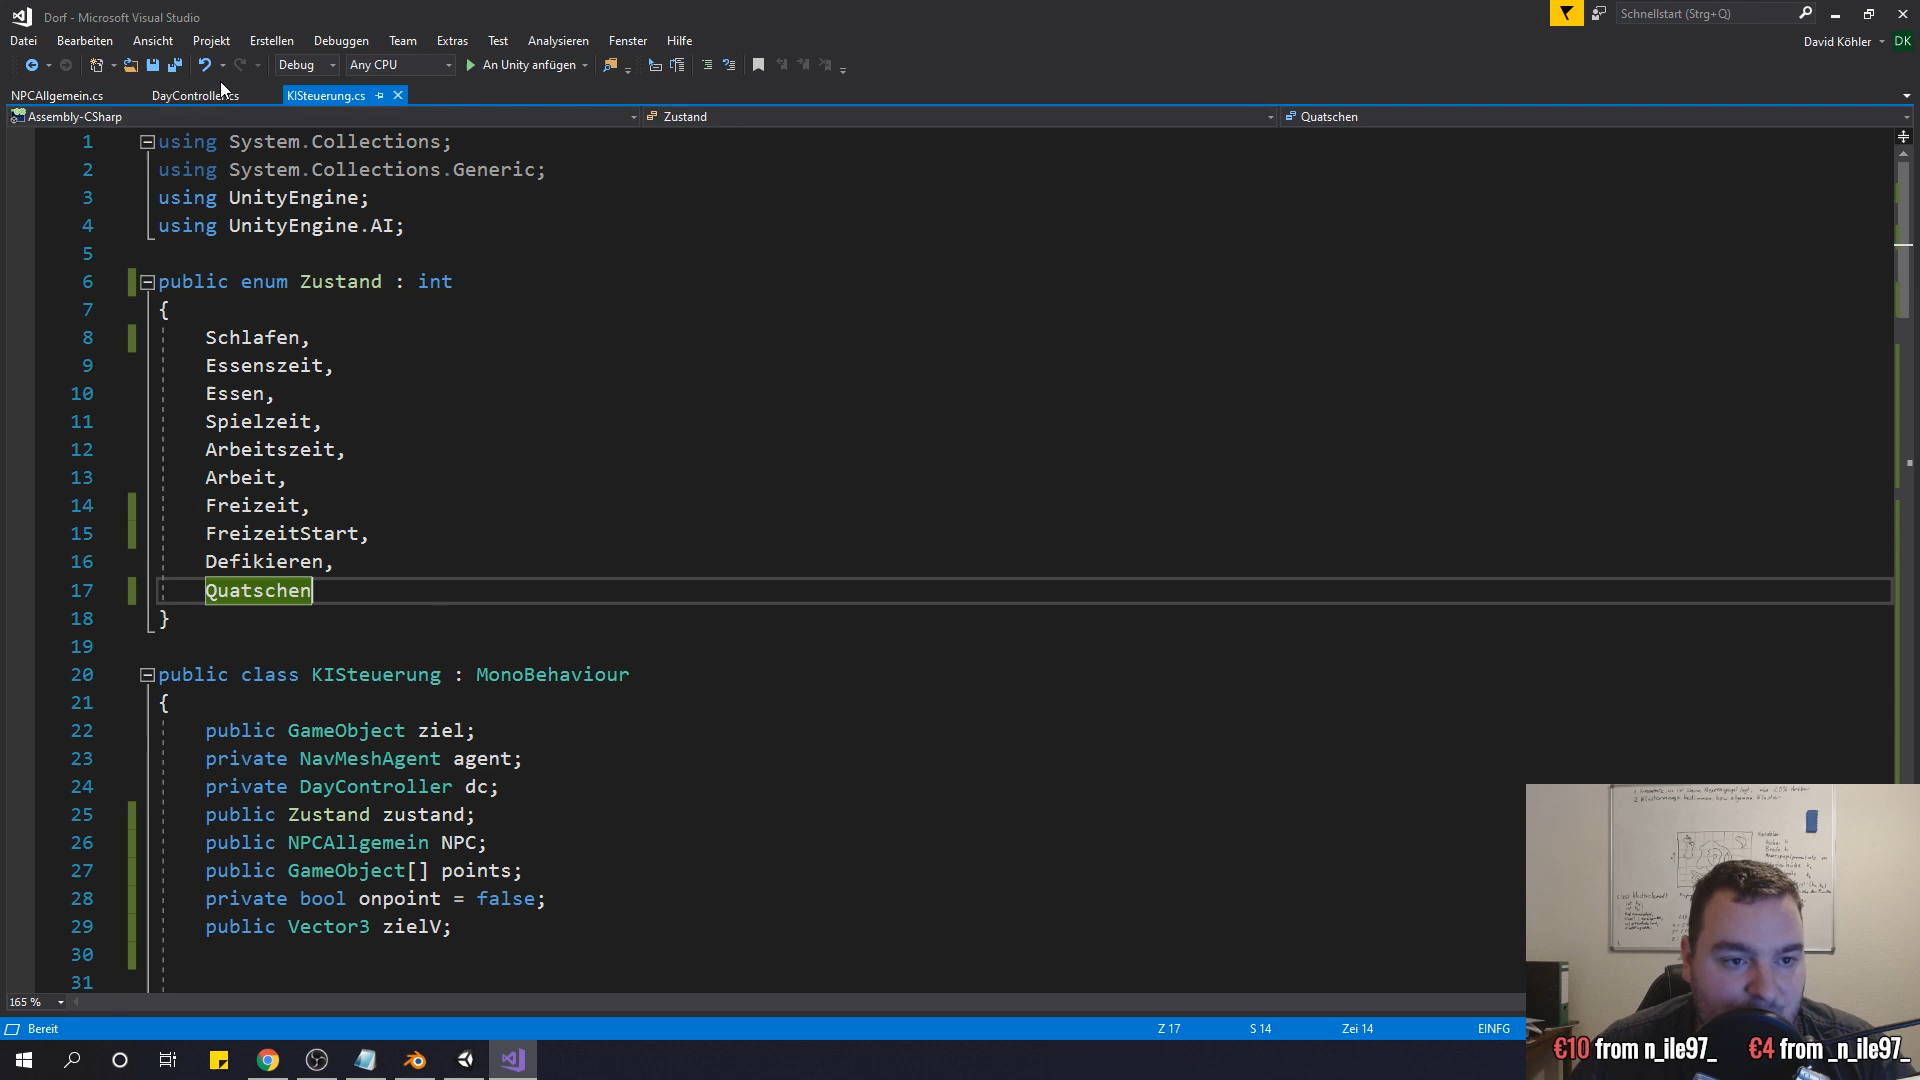 Dorf - Microsoft Visual Studio
Schnellstart (Strg+Q)
Datei Bearbeiten Ansicht Projekt Erstellen Debuggen Team Extras Test Analysieren Fenster Hilfe
David Köhler DK
Debug Any CPU An Unity anfügen
NPCAllgemein.cs DayController.cs KISteuerung.cs
Assembly-CSharp Zustand Quatschen
1 using System.Collections;
2 using System.Collections.Generic;
3 using UnityEngine;
4 using UnityEngine.AI;
5
6 public enum Zustand : int
7 {
8 Schlafen,
9 Essenszeit,
10 Essen,
11 Spielzeit,
12 Arbeitszeit,
13 Arbeit,
14 Freizeit,
15 FreizeitStart,
16 Defikieren,
17 Quatschen
18 }
19
20 public class KISteuerung : MonoBehaviour
21 {
22 public GameObject ziel;
23 private NavMeshAgent agent;
24 private DayController dc;
25 public Zustand zustand;
26 public NPCAllgemein NPC;
27 public GameObject[] points;
28 private bool onpoint = false;
29 public Vector3 zielV;
30
31
165 %
Bereit Z 17 S 14 Zei 14 EINFG
€10 from n_ile97_ €4 from _n_ile97_